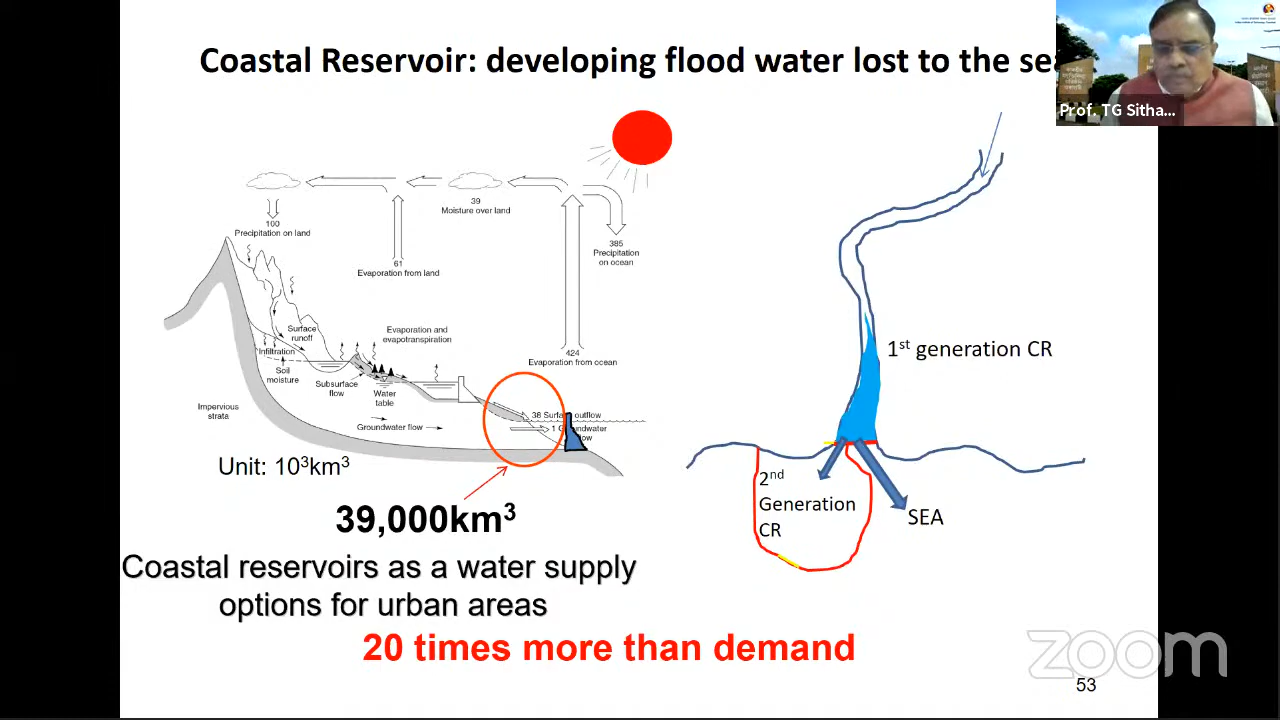 Coastal Reservoir: developing flood water lost to the sea
Prof. TG Sitha...
39
Moisture over land
100
Precipitation on land
385
Precipitation
on ocean
61
Evaporation from land
Surface
runoff
Evaporation and
evapotranspiration
1st generation CR
Infiltration
Soil
moisture
424
Evaporation from ocean
Subsurface
flow
Water
table
Impervious
strata
38 Surf outflow
1 G undwater
low
Groundwater flow
Unit: 10³km³
2nd
Generation
CR
SEA
39,000km³
Coastal reservoirs as a water supply
options for urban areas
20 times more than demand
zoom
53